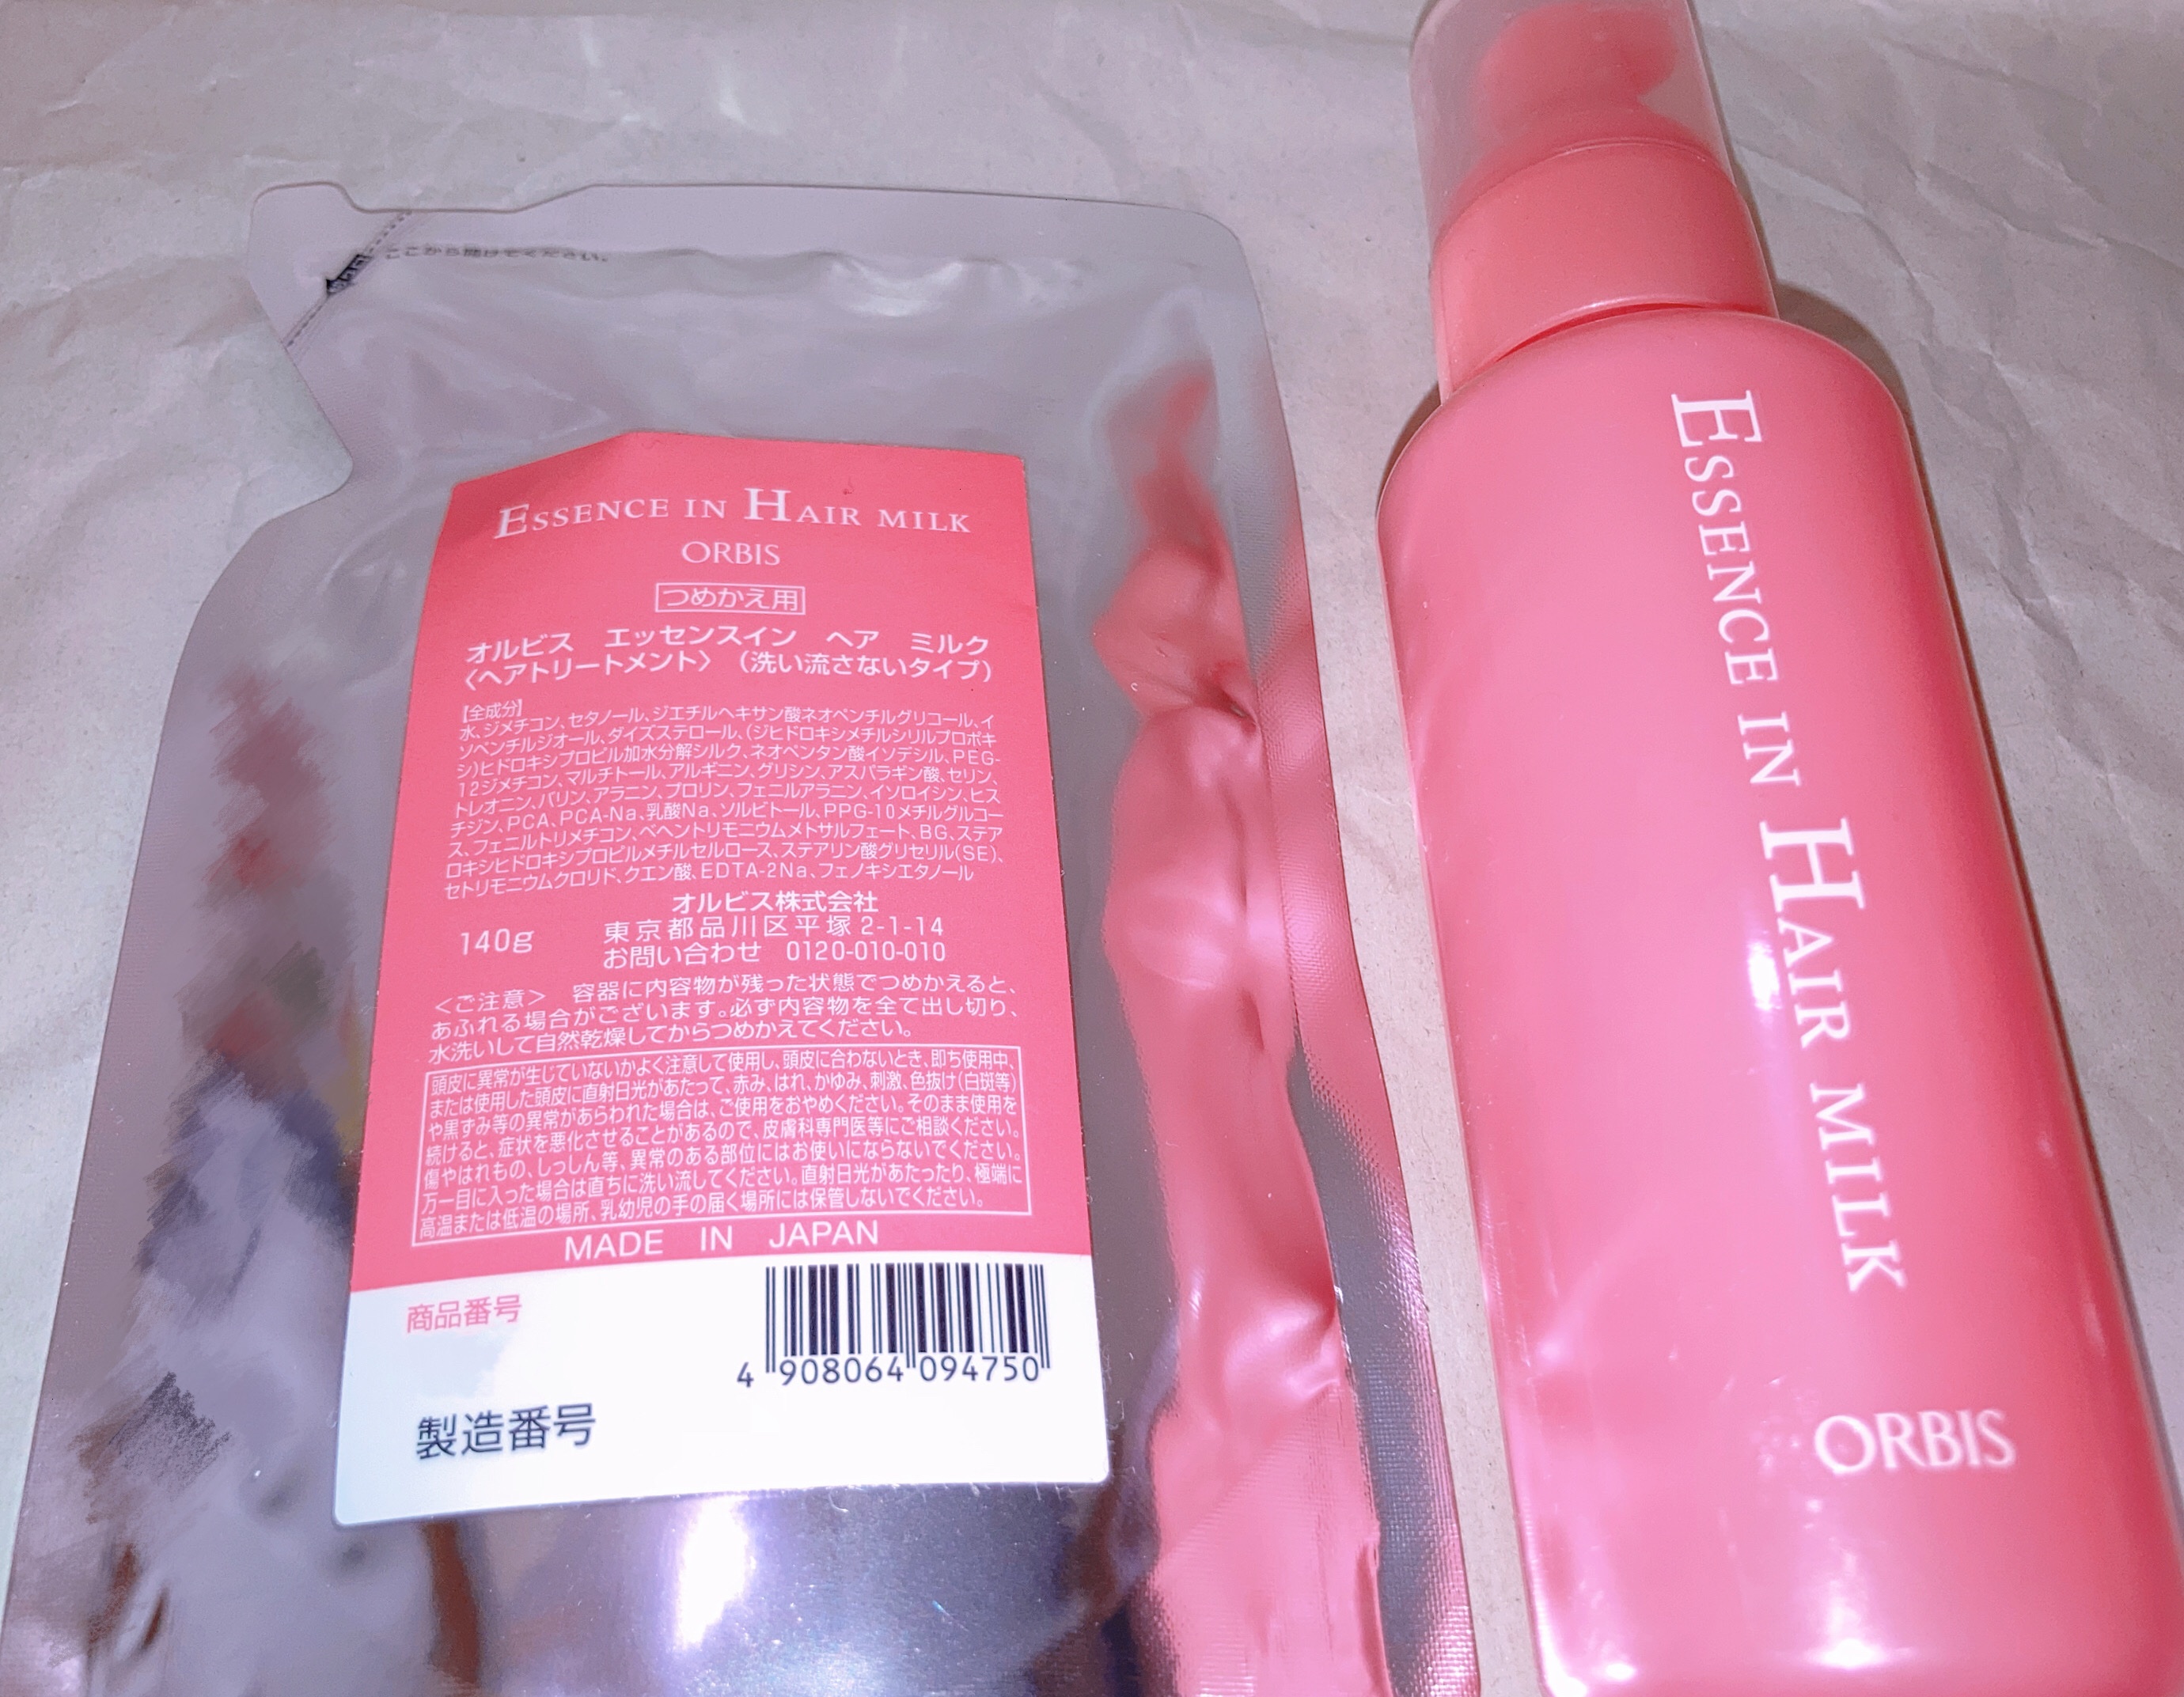 ここから開けてください。
ESSENCE IN HAIR MILK
ORBIS
つめかえ用
オルビス エッセンスイン ヘア ミルク
〈ヘアトリートメント〉（洗い流さないタイプ）
【全成分】
水、ジメチコン、セタノール、ジエチルヘキサン酸ネオペンチルグリコール、イ
ソペンチルジオール、ダイズステロール、(ジヒドロキシメチルシリルプロポキ
シ)ヒドロキシプロピル加水分解シルク、ネオペンタン酸イソデシル、PEG-
12ジメチコン、マルチトール、アルギニン、グリシン、アスパラギン酸、セリン、
トレオニン、バリン、アラニン、プロリン、フェニルアラニン、イソロイシン、ヒス
チジン、PCA、PCA-Na、乳酸Na、ソルビトール、PPG-10メチルグルコー
ス、フェニルトリメチコン、ベヘントリモニウムメトサルフェート、BG、ステア
ロキシヒドロキシプロピルメチルセルロース、ステアリン酸グリセリル(SE)、
セトリモニウムクロリド、クエン酸、EDTA-2Na、フェノキシエタノール
オルビス株式会社
140g 東京都品川区平塚2-1-14
お問い合わせ 0120-010-010
＜ご注意＞ 容器に内容物が残った状態でつめかえると、
あふれる場合がございます。必ず内容物を全て出し切り、
水洗いして自然乾燥してからつめかえてください。
頭皮に異常が生じていないかよく注意して使用し、頭皮に合わないとき、即ち使用中、
または使用した頭皮に直射日光があたって、赤み、はれ、かゆみ、刺激、色抜け(白斑等)
や黒ずみ等の異常があらわれた場合は、ご使用をおやめください。そのまま使用を
続けると、症状を悪化させることがあるので、皮膚科専門医等にご相談ください。
傷やはれもの、しっしん等、異常のある部位にはお使いにならないでください。
万一目に入った場合は直ちに洗い流してください。直射日光があたったり、極端に
高温または低温の場所、乳幼児の手の届く場所には保管しないでください。
MADE IN JAPAN
商品番号
4 908064 094750
製造番号
ESSENCE IN HAIR MILK
ORBIS